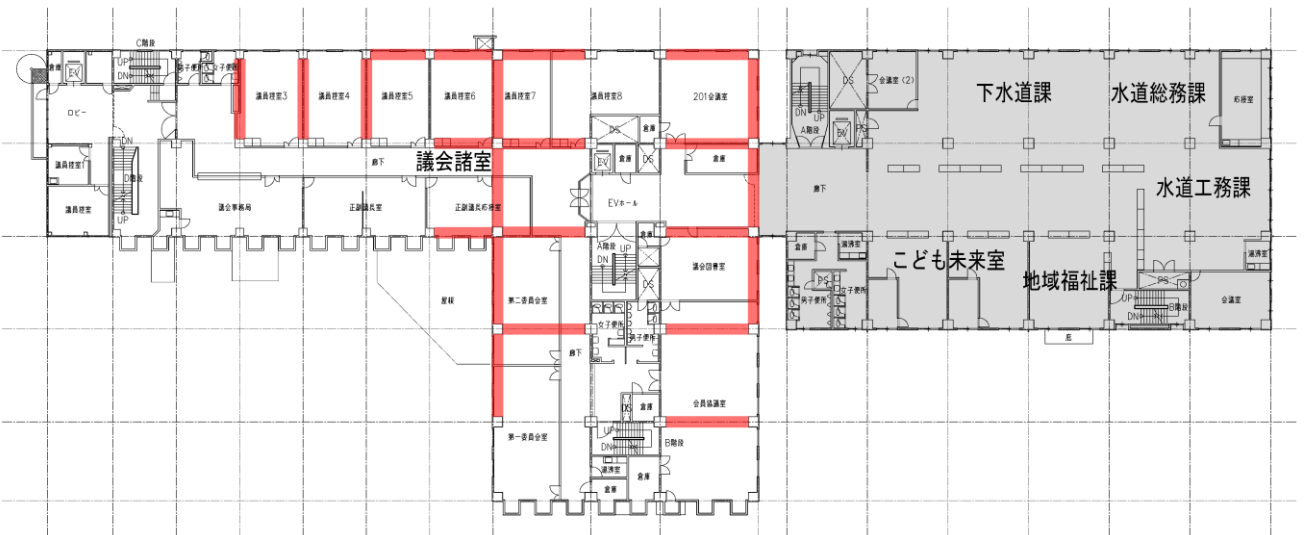 C階段
倉庫
EV
UP
DN
男子便所
女子便所
議員控室3
議員控室4
議員控室5
議員控室6
議員控室7
議員控室8
201会議室
DS
倉庫
ロビー
DN
D階段
UP
議員控室1
議員控室
廊下
議会諸室
議会事務局
正副議長室
正副議長応接室
EV
倉庫
DS
倉庫
EVホール
A階段
UP
DN
倉庫
DS
議会図書室
屋根
第二委員会室
女子便所
男子便所
廊下
DS
倉庫
会員協議室
第一委員会室
UP
DN
B階段
湯沸室
倉庫
倉庫
DS
会議室(2)
下水道課
水道総務課
応接室
DN
UP
A階段
EV
PS
廊下
水道工務課
倉庫
湯沸室
こども未来室
地域福祉課
湯沸室
PS
男子便所
女子便所
PS
UP
DN
B階段
会議室
庇